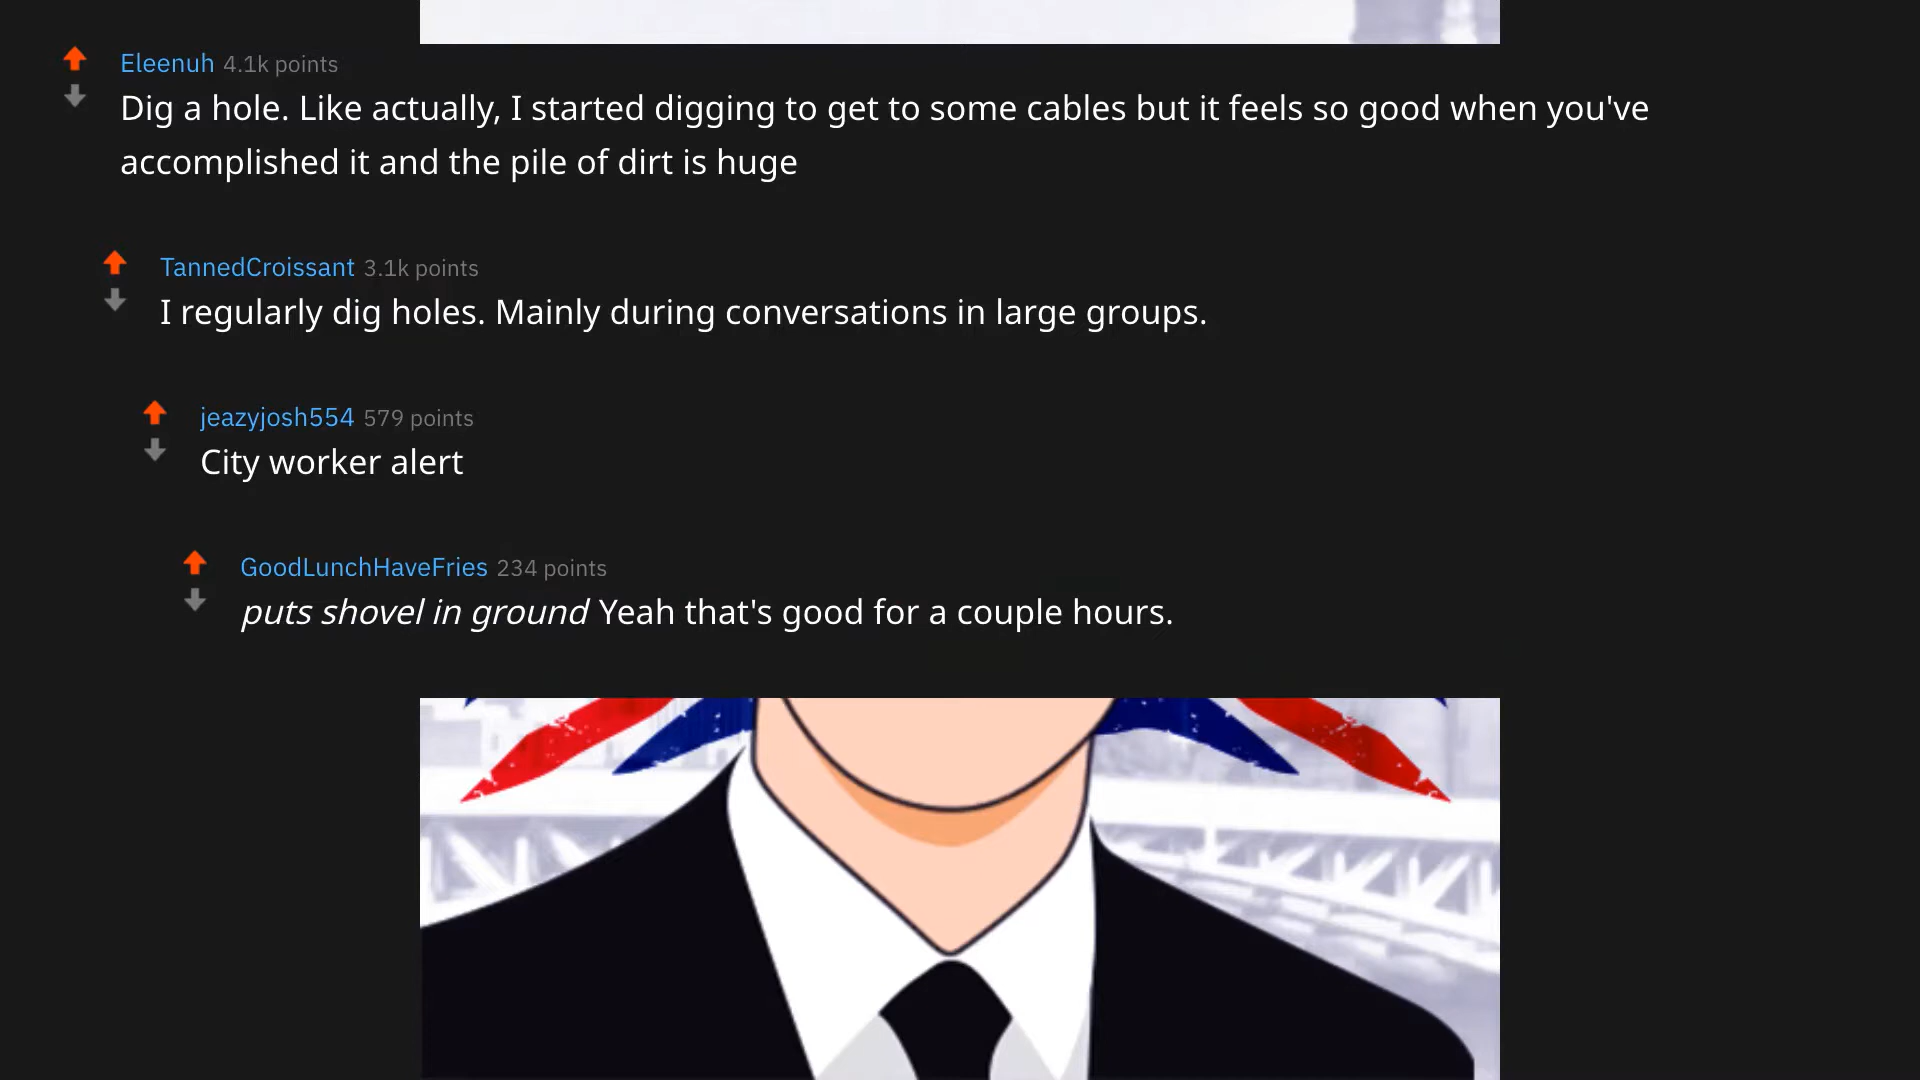 Eleenuh 4.1k points
Dig a hole. Like actually, I started digging to get to some cables but it feels so good when you've
accomplished it and the pile of dirt is huge
TannedCroissant 3.1k points
I regularly dig holes. Mainly during conversations in large groups.
jeazyjosh554 579 points
City worker alert
GoodLunchHaveFries 234 points
puts shovel in ground Yeah that's good for a couple hours.